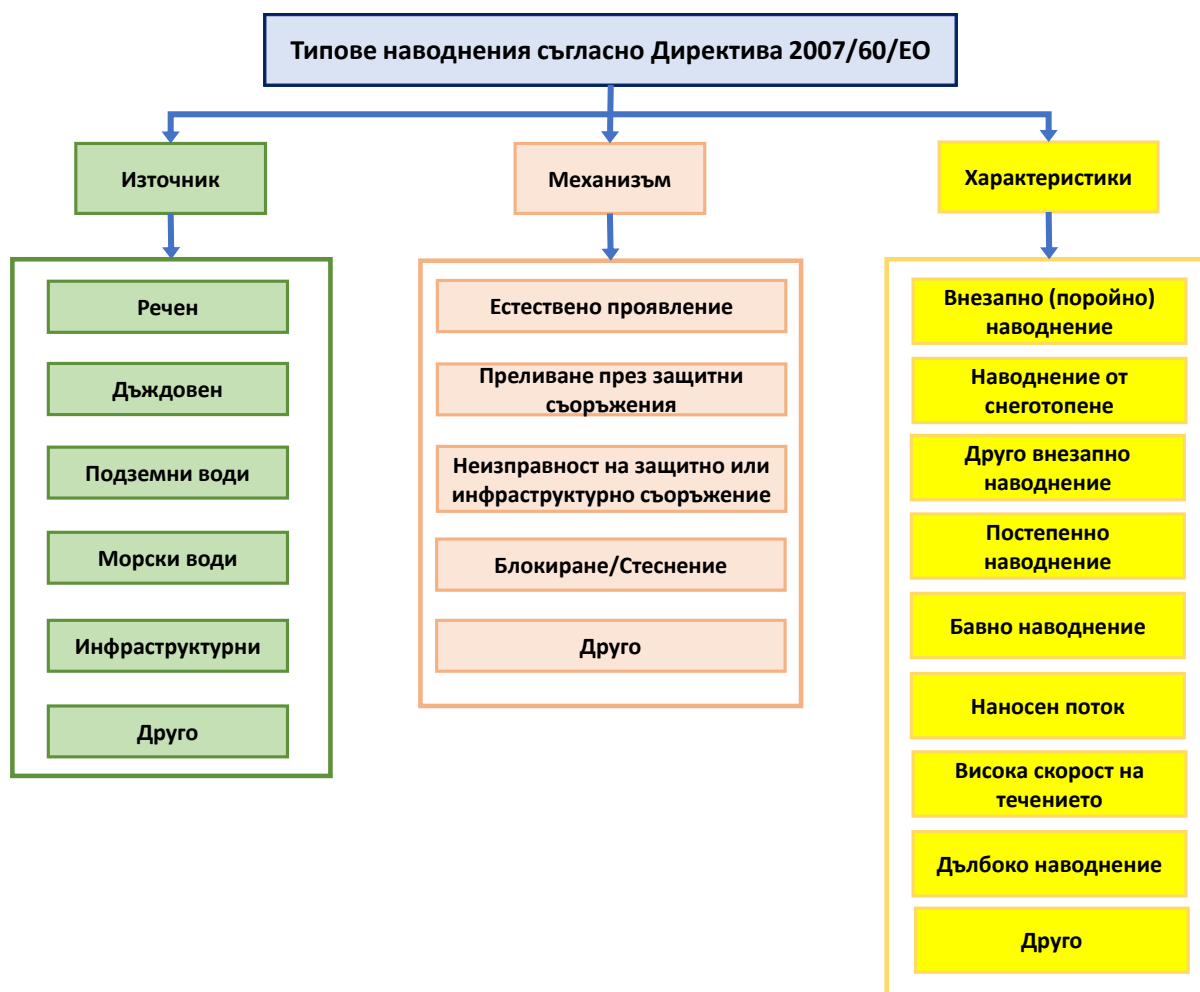 Типове наводнения съгласно Директива 2007/60/ЕО
Източник
Речен
Дъждовен
Подземни води
Морски води
Инфраструктурни
Друго
Механизъм
Естествено проявление
Преливане през защитни
съоръжения
Неизправност на защитно или
инфраструктурно съоръжение
Блокиране/Стеснение
Друго
Характеристики
Внезапно (поройно)
наводнение
Наводнение от
снеготопене
Друго внезапно
наводнение
Постепенно
наводнение
Бавно наводнение
Наносен поток
Висока скорост на
течението
Дълбоко наводнение
Друго